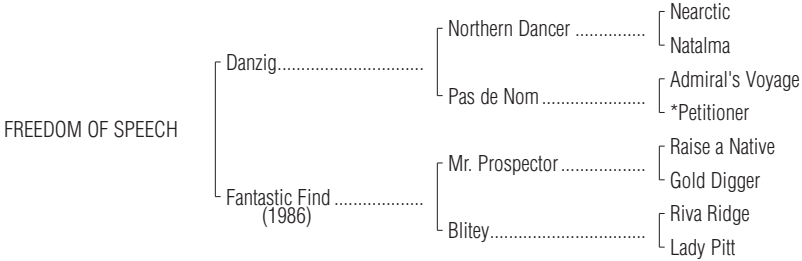 Nearctic
Northern Dancer ...............
Natalma
Danzig...............................
Admiral's Voyage
Pas de Nom......................
*Petitioner
FREEDOM OF SPEECH
Raise a Native
Mr. Prospector..................
Gold Digger
Fantastic Find ...................
(1986)
Riva Ridge
Blitey.................................
Lady Pitt